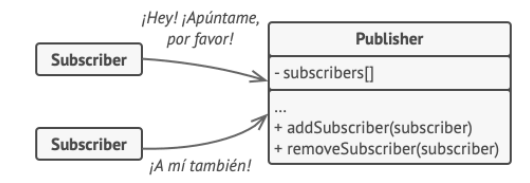 ¡Hey! ¡Apúntame,
por favor!
Subscriber
Publisher
- subscribers[]
...
+ addSubscriber(subscriber)
+ removeSubscriber(subscriber)
Subscriber
¡A mí también!